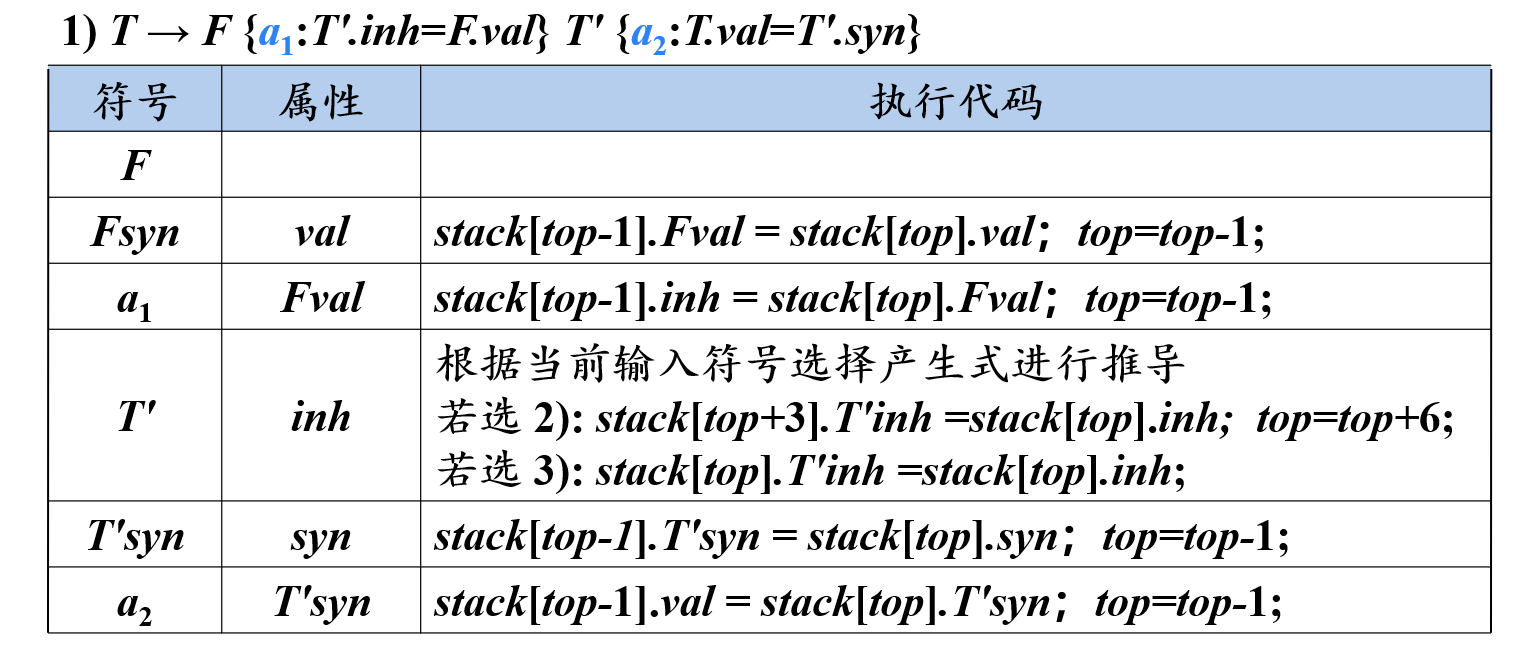 1) T → F {a₁:T'.inh=F.val} T' {a₂:T.val=T'.syn}
符号 属性 执行代码
F
Fsyn val stack[top-1].Fval = stack[top].val；top=top-1;
a₁ Fval stack[top-1].inh = stack[top].Fval；top=top-1;
根据当前输入符号选择产生式进行推导
T' inh 若选2): stack[top+3].T'inh =stack[top].inh; top=top+6;
若选3): stack[top].T'inh =stack[top].inh;
T'syn syn stack[top-1].T'syn = stack[top].syn；top=top-1;
a₂ T'syn stack[top-1].val = stack[top].T'syn；top=top-1;